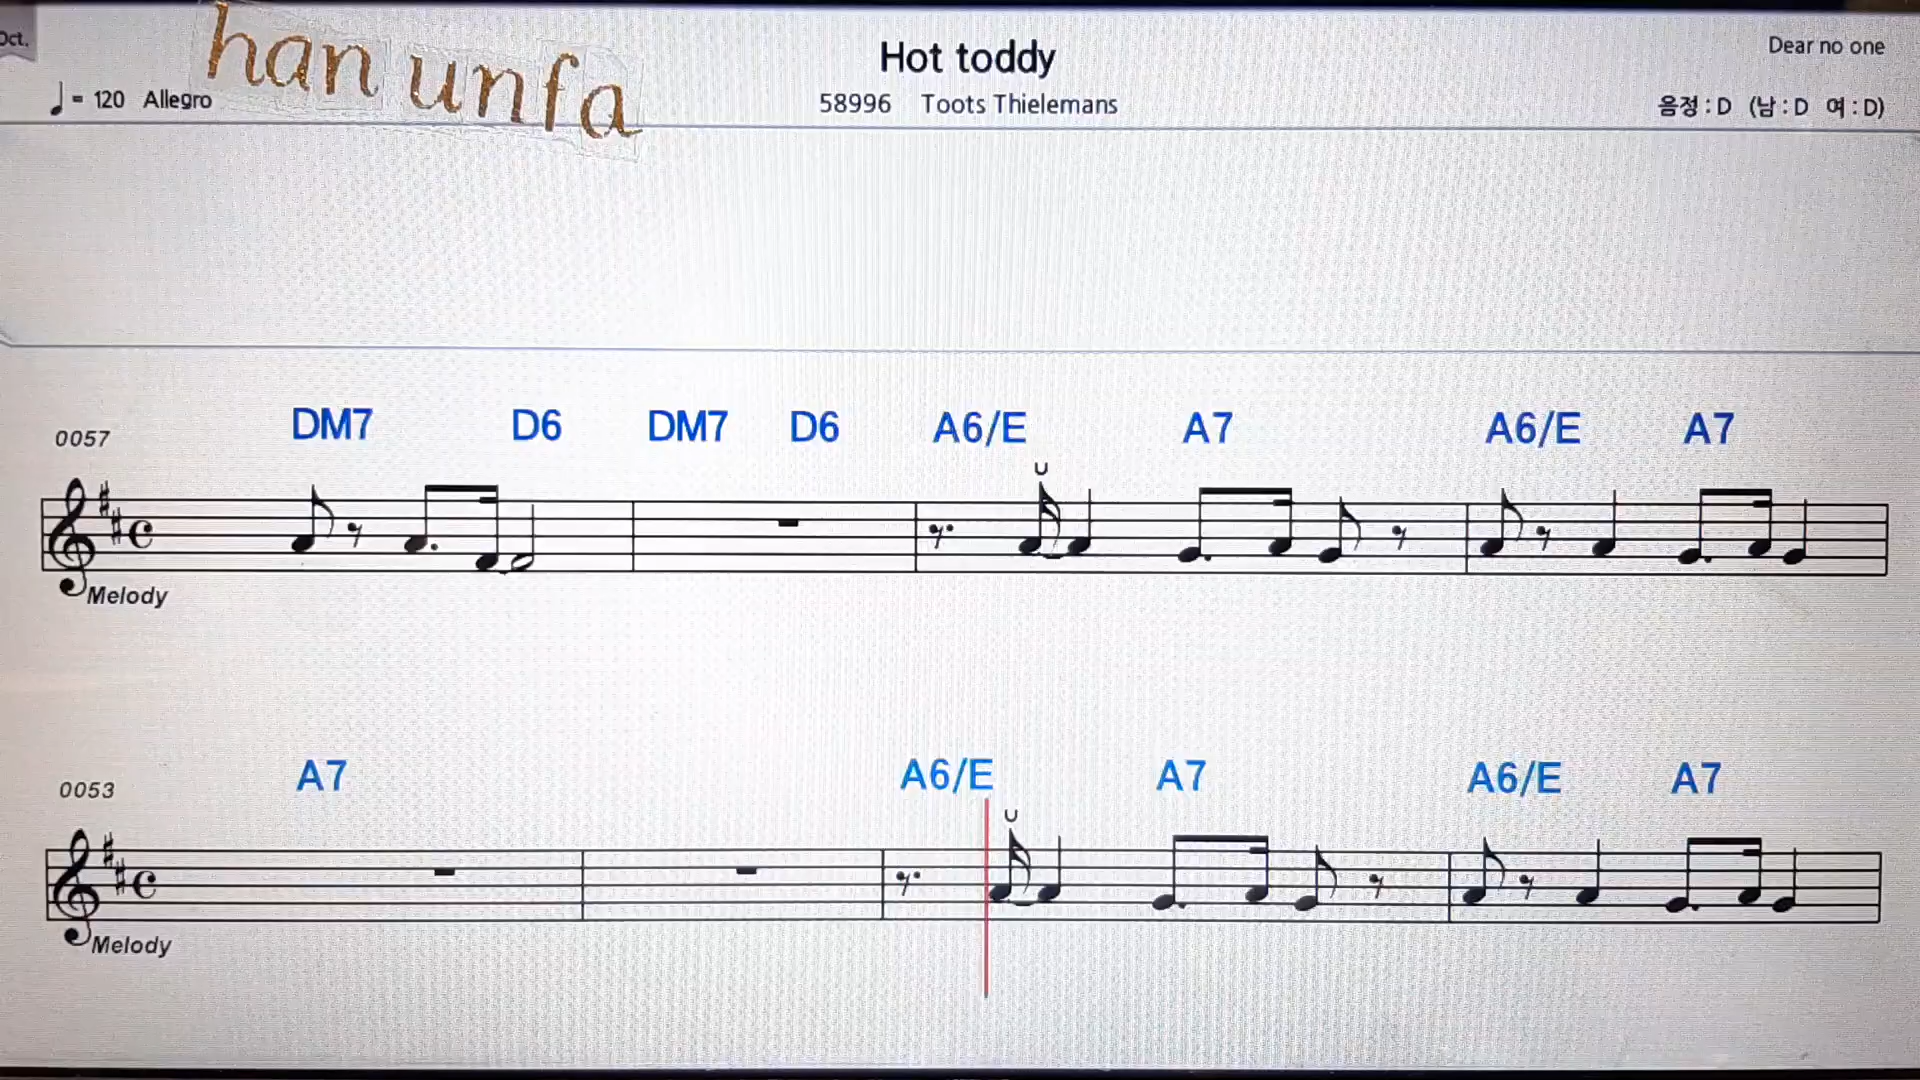 Oct.
han unfa
Hot toddy
Dear no one
= 120 Allegro
58996 Toots Thielemans
음정 : D (남 : D 여 : D)
DM7 D6 DM7 D6 A6/E A7 A6/E A7
0057
Melody
A7 A6/E A7 A6/E A7
0053
Melody